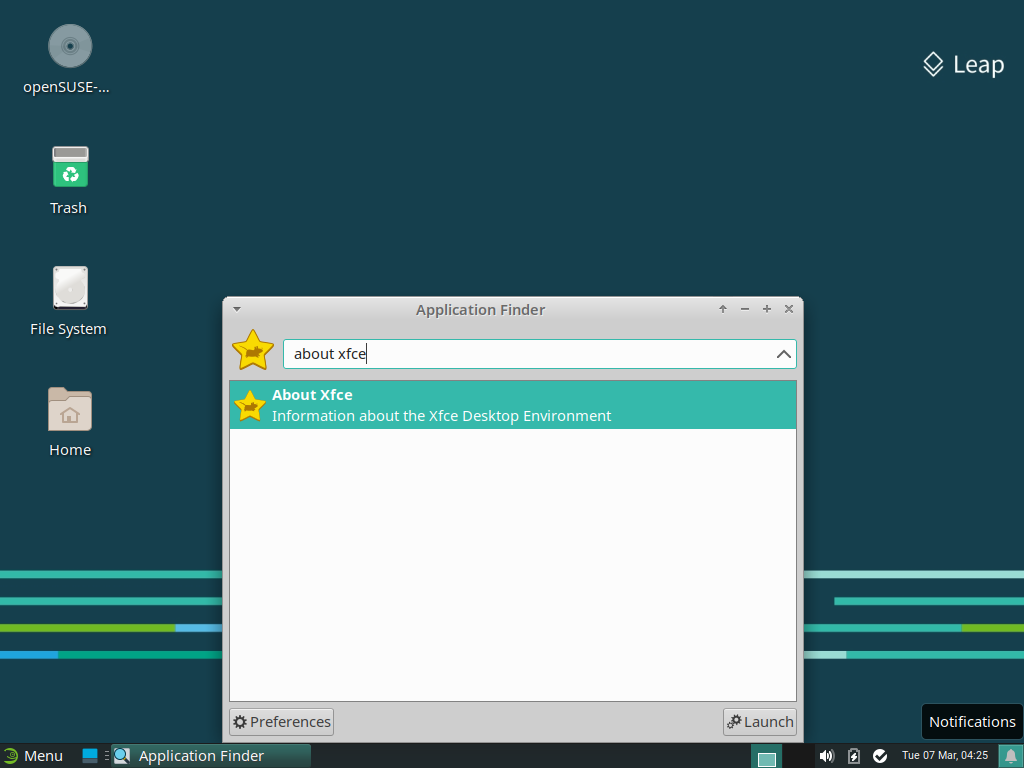 openSUSE-...
Leap
Trash
File System
Home
Application Finder
about xfce
About Xfce
Information about the Xfce Desktop Environment
Preferences
Launch
Notifications
Menu
Application Finder
Tue 07 Mar, 04:25